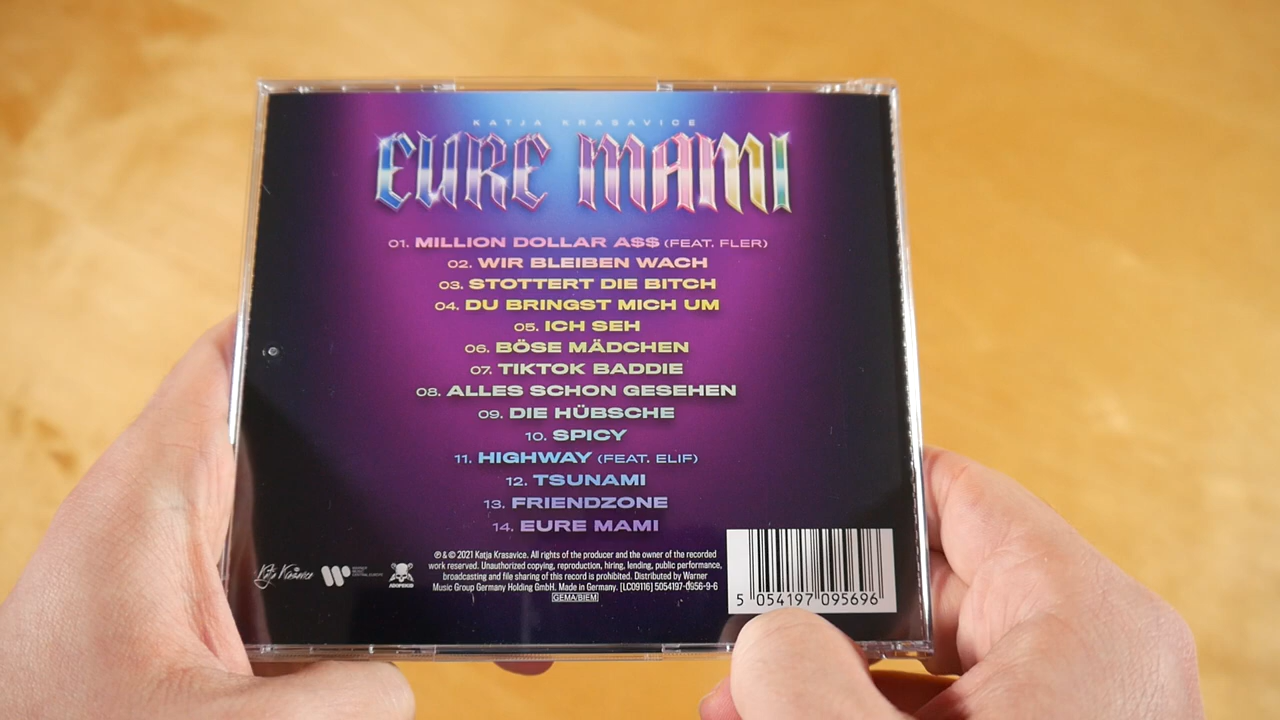 KATJA KRASAVICE
EURE MAMI
01. MILLION DOLLAR A$$ (FEAT. FLER)
02. WIR BLEIBEN WACH
03. STOTTERT DIE BITCH
04. DU BRINGST MICH UM
05. ICH SEH
06. BÖSE MÄDCHEN
07. TIKTOK BADDIE
08. ALLES SCHON GESEHEN
09. DIE HÜBSCHE
10. SPICY
11. HIGHWAY (FEAT. ELIF)
12. TSUNAMI
13. FRIENDZONE
14. EURE MAMI
Katja Krasavice
℗ & © 2021 Katja Krasavice. All rights of the producer and the owner of the recorded
work reserved. Unauthorized copying, reproduction, hiring, lending, public performance,
broadcasting and file sharing of this record is prohibited. Distributed by Warner
Music Group Germany Holding GmbH. Made in Germany. [LC09116] 5054197-0956-9-6
GEMA/BIEM
5 054197 095696